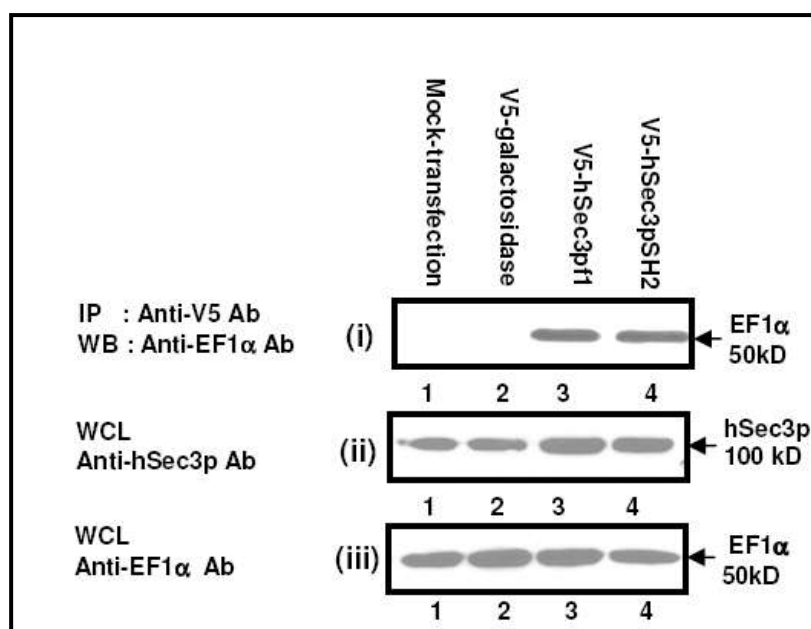 Mock-transfection
V5-galactosidase
V5-hSec3pf1
V5-hSec3pSH2
IP : Anti-V5 Ab
WB : Anti-EF1α Ab
(i)
EF1α
50kD
1 2 3 4
WCL
Anti-hSec3p Ab
(ii)
hSec3p
100 kD
1 2 3 4
WCL
Anti-EF1α Ab
(iii)
EF1α
50kD
1 2 3 4